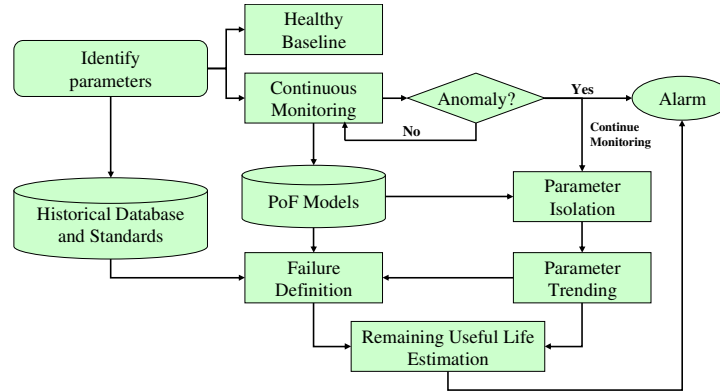 Healthy
Baseline
Identify
parameters
Continuous
Monitoring
Anomaly?
Yes
Alarm
No
Continue
Monitoring
Historical Database
and Standards
PoF Models
Parameter
Isolation
Failure
Definition
Parameter
Trending
Remaining Useful Life
Estimation